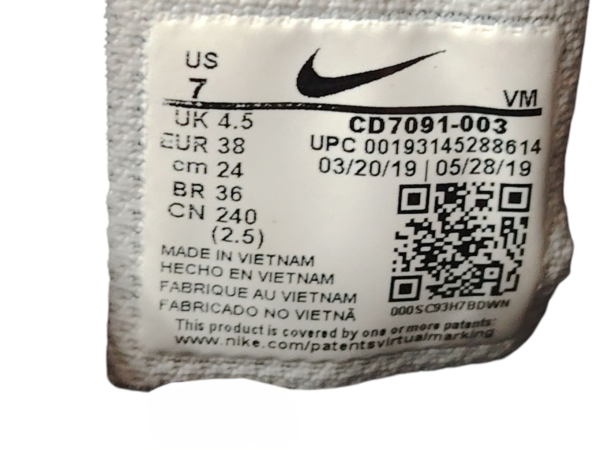 US
7
VM
UK 4.5
EUR 38
cm 24
BR 36
CN 240
(2.5)
CD7091-003
UPC 00193145288614
03/20/19 | 05/28/19
MADE IN VIETNAM
HECHO EN VIETNAM
FABRIQUE AU VIETNAM
FABRICADO NO VIETNÃ
000SC93H7BDWN
This product is covered by one or more patents:
www.nike.com/patentsvirtualmarking